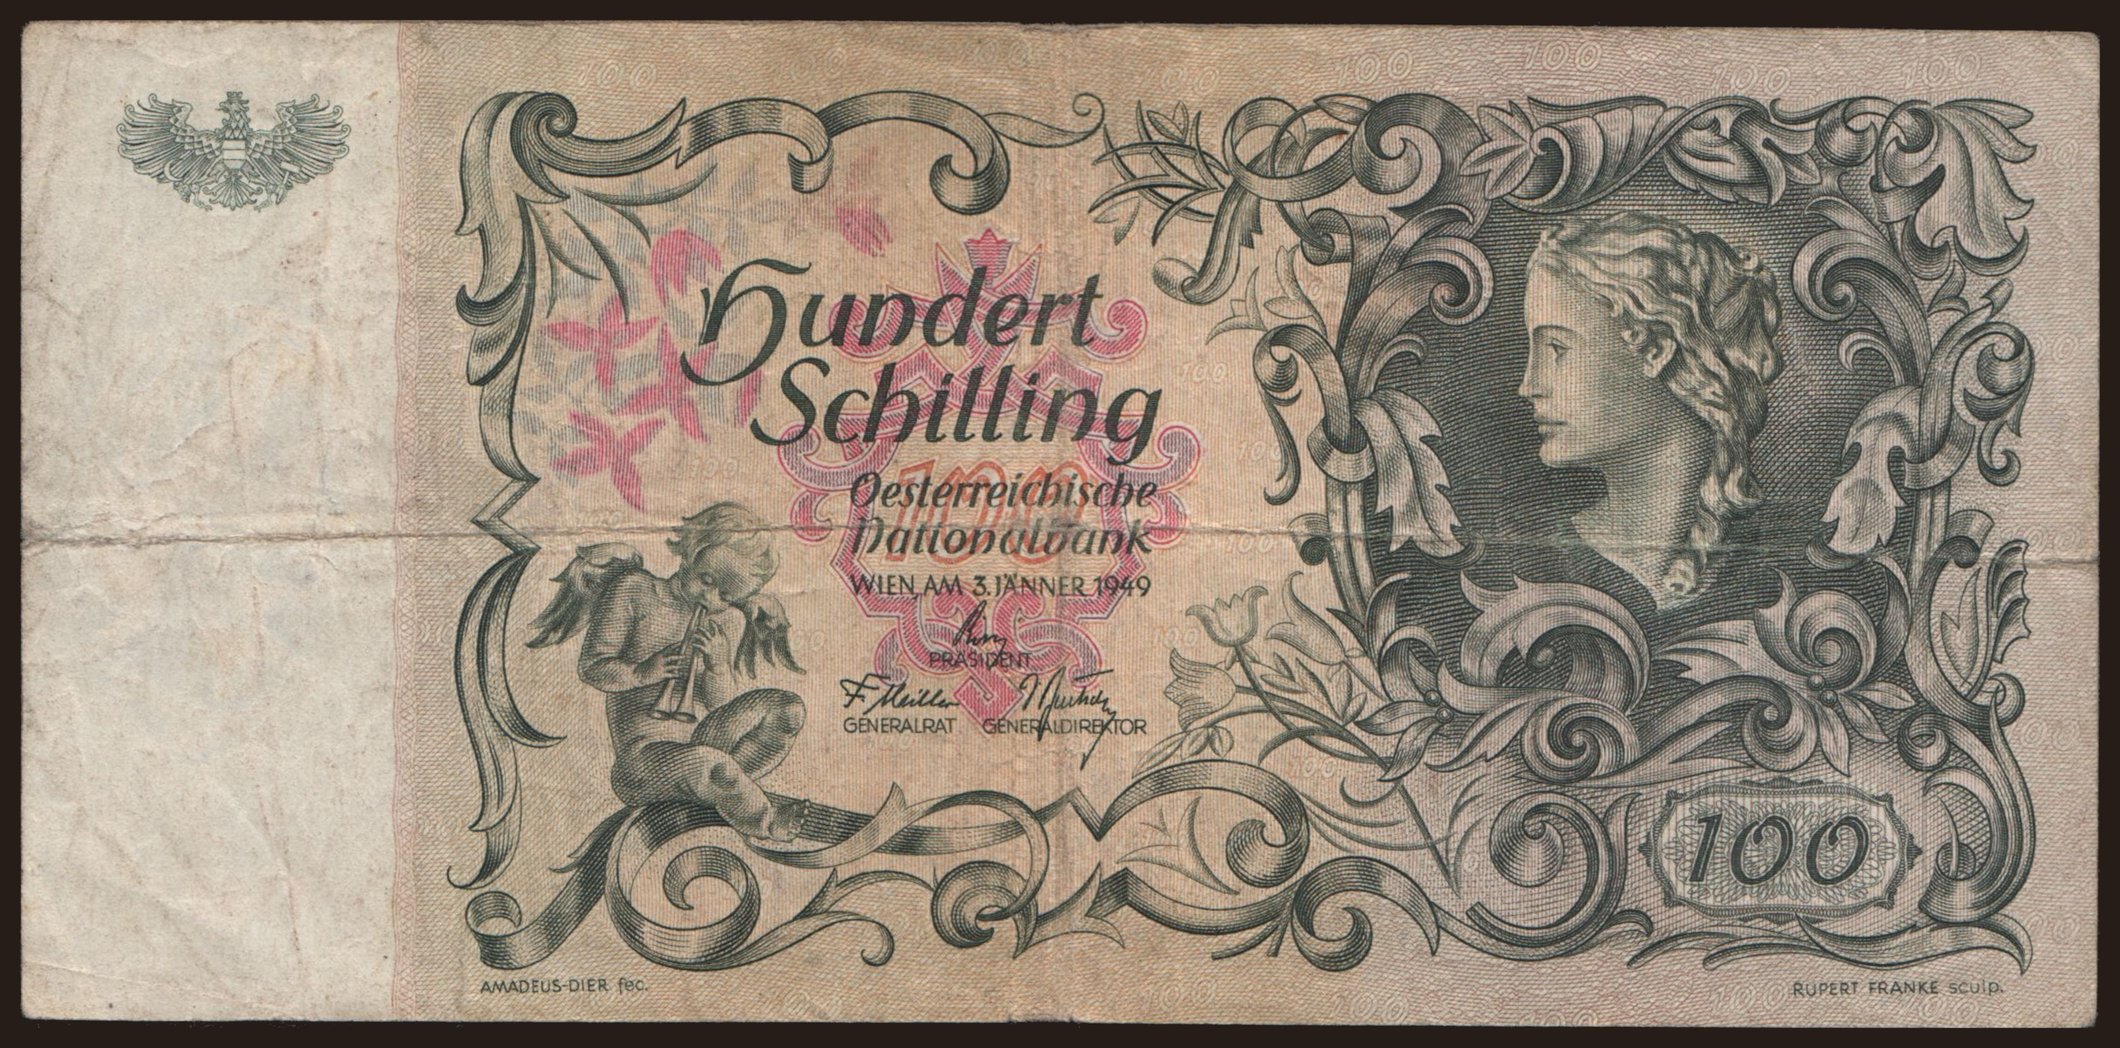 Hundert
Schilling
100
Oesterreichische
Nationalbank
WIEN, AM 3. JÄNNER 1949
PRÄSIDENT
GENERALRAT GENERALDIREKTOR
100
AMADEUS-DIER fec.
RUPERT FRANKE sculp.